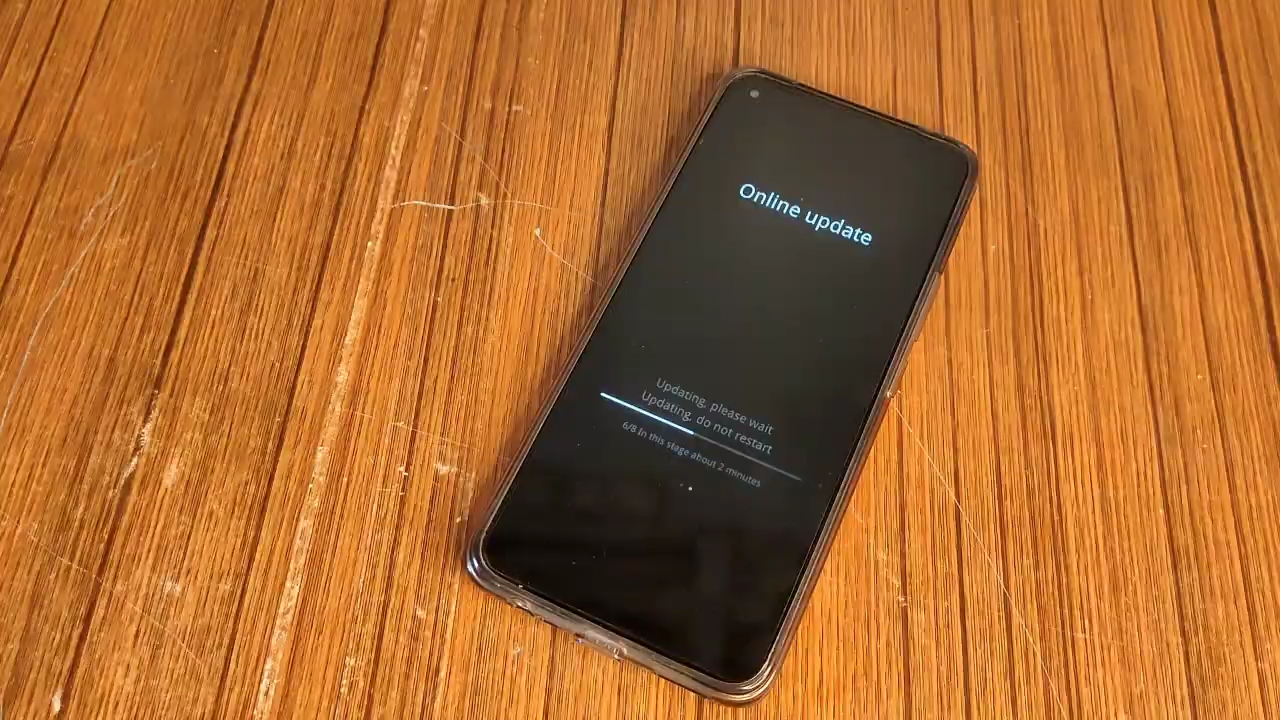 Online update
Updating, please wait
Updating, do not restart
6/8 In this stage about 2 minutes